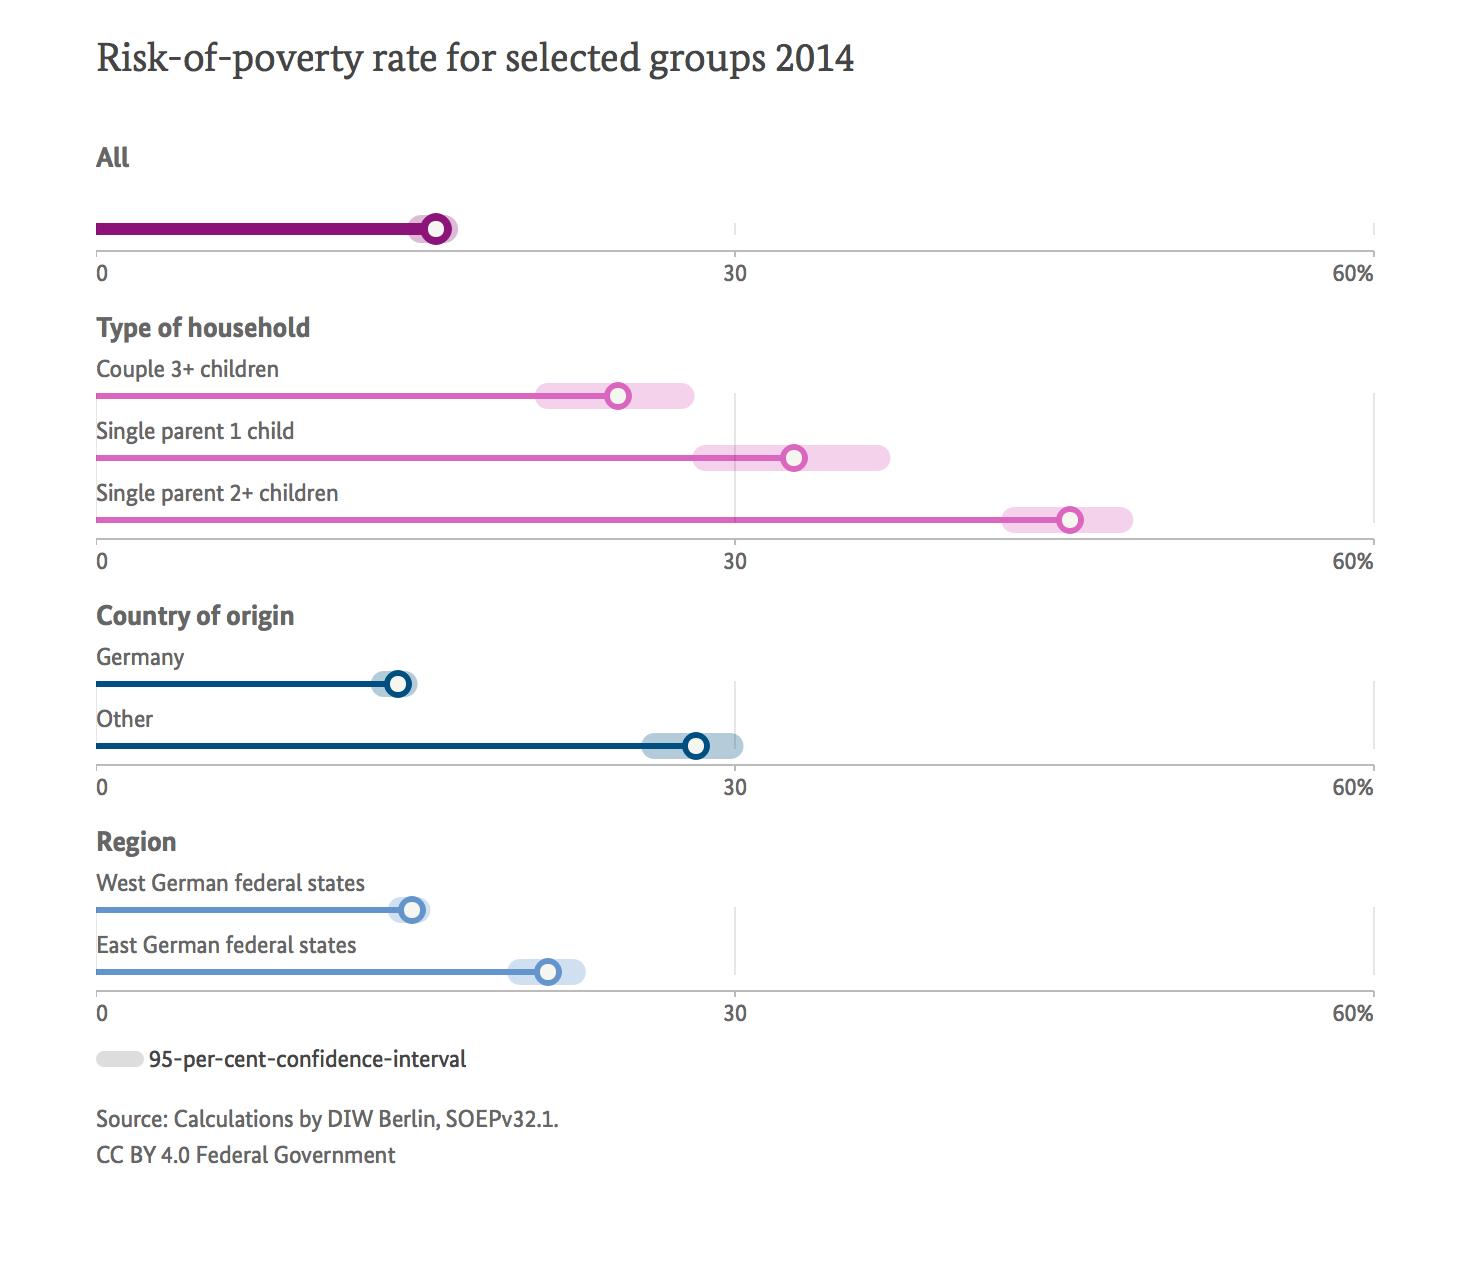 Risk-of-poverty rate for selected groups 2014
All
0 30 60%
Type of household
Couple 3+ children
Single parent 1 child
Single parent 2+ children
0 30 60%
Country of origin
Germany
Other
0 30 60%
Region
West German federal states
East German federal states
0 30 60%
95-per-cent-confidence-interval
Source: Calculations by DIW Berlin, SOEPv32.1.
CC BY 4.0 Federal Government